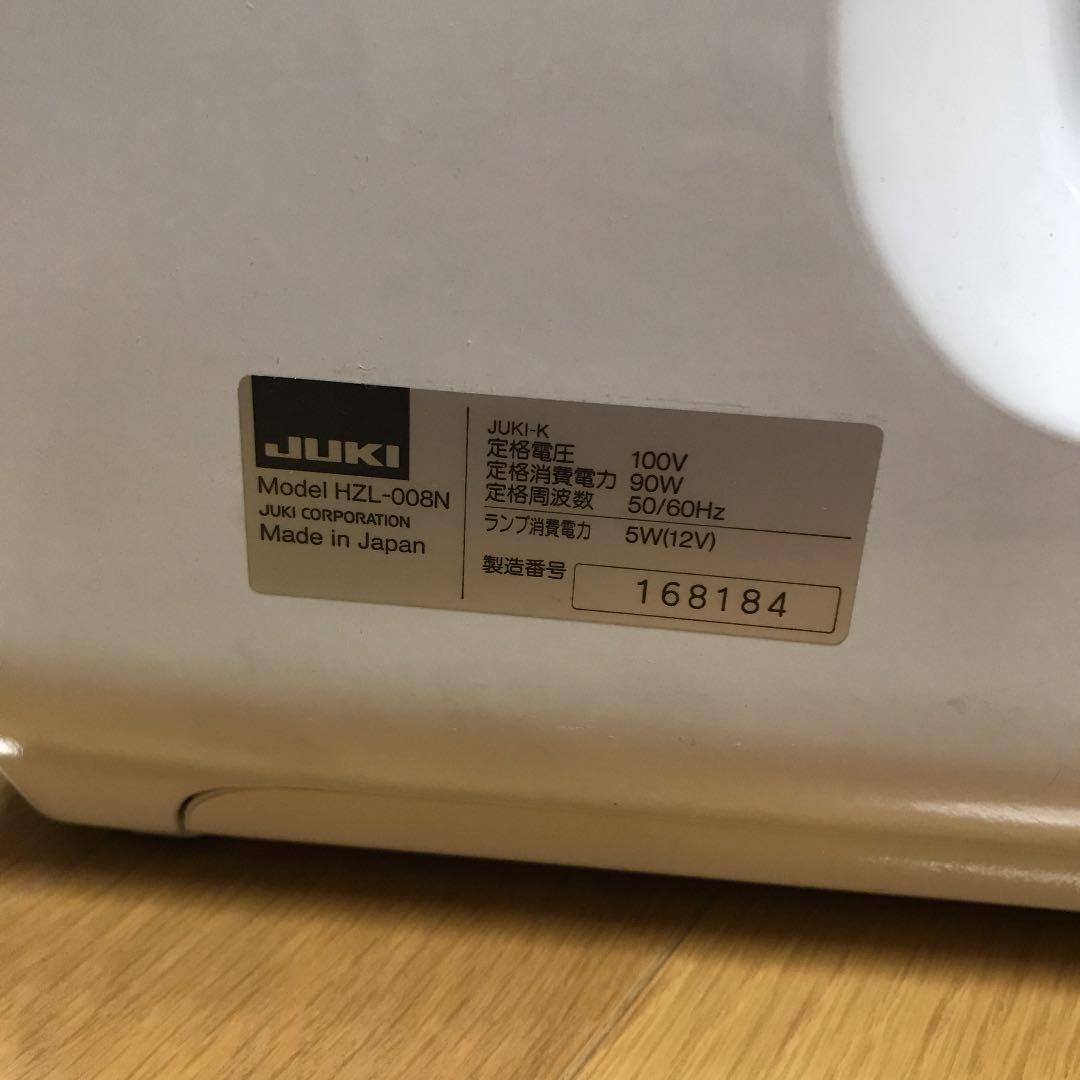 JUKI
Model HZL-008N
JUKI CORPORATION
Made in Japan
JUKI-K
定格電圧 100V
定格消費電力 90W
定格周波数 50/60Hz
ランプ消費電力 5W(12V)
製造番号 168184